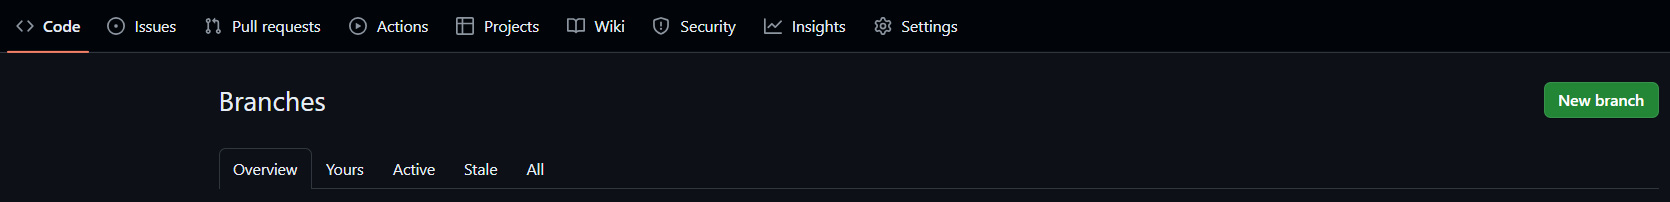 Code Issues Pull requests Actions Projects Wiki Security Insights Settings
Branches New branch
Overview Yours Active Stale All